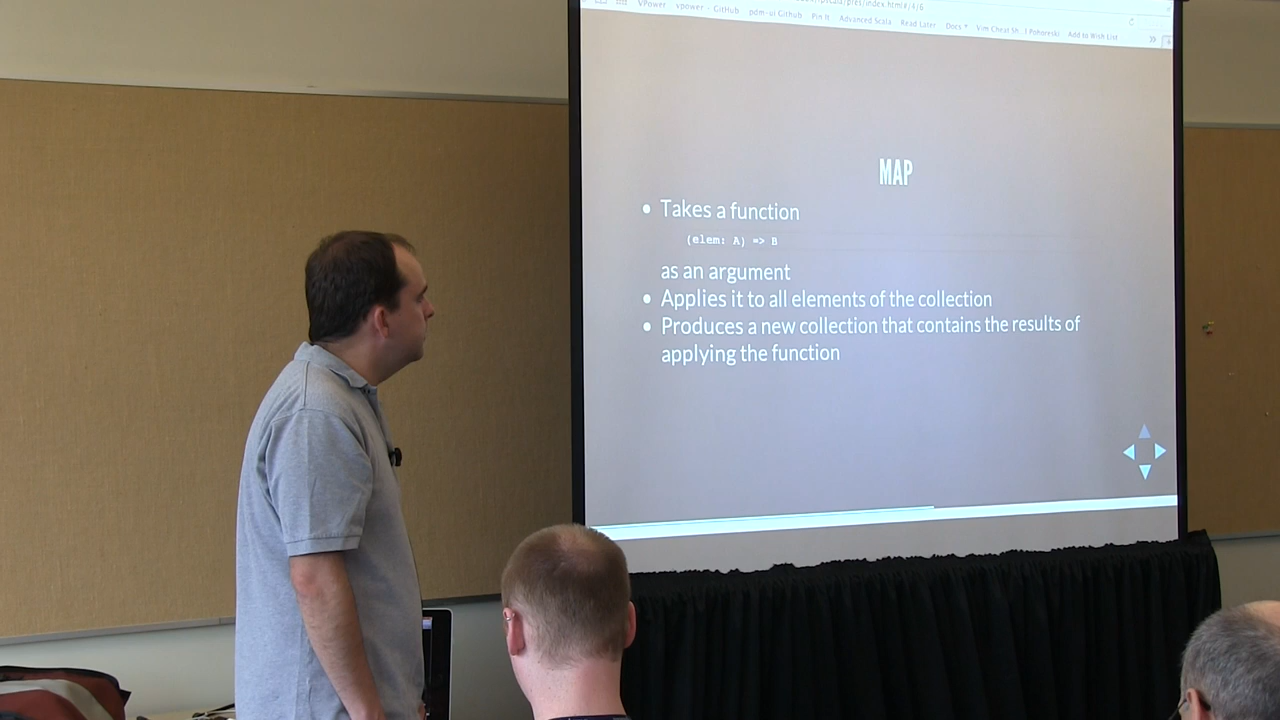 VPower vpower - GitHub pdm-ui Github Pin It Advanced Scala Read Later Docs Vim Cheat Sh Add to Wish List
MAP
• Takes a function
(elem: A) => B
as an argument
• Applies it to all elements of the collection
• Produces a new collection that contains the results of
applying the function